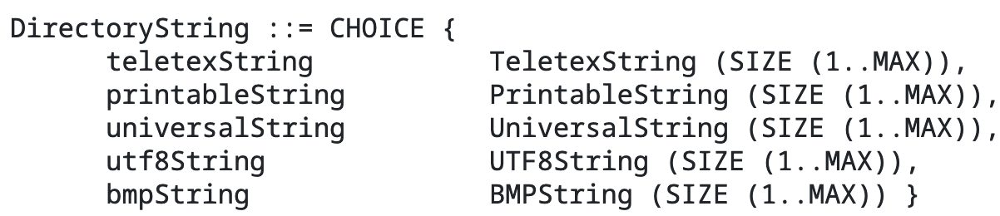 DirectoryString ::= CHOICE {
      teletexString           TeletexString (SIZE (1..MAX)),
      printableString         PrintableString (SIZE (1..MAX)),
      universalString         UniversalString (SIZE (1..MAX)),
      utf8String              UTF8String (SIZE (1..MAX)),
      bmpString               BMPString (SIZE (1..MAX)) }